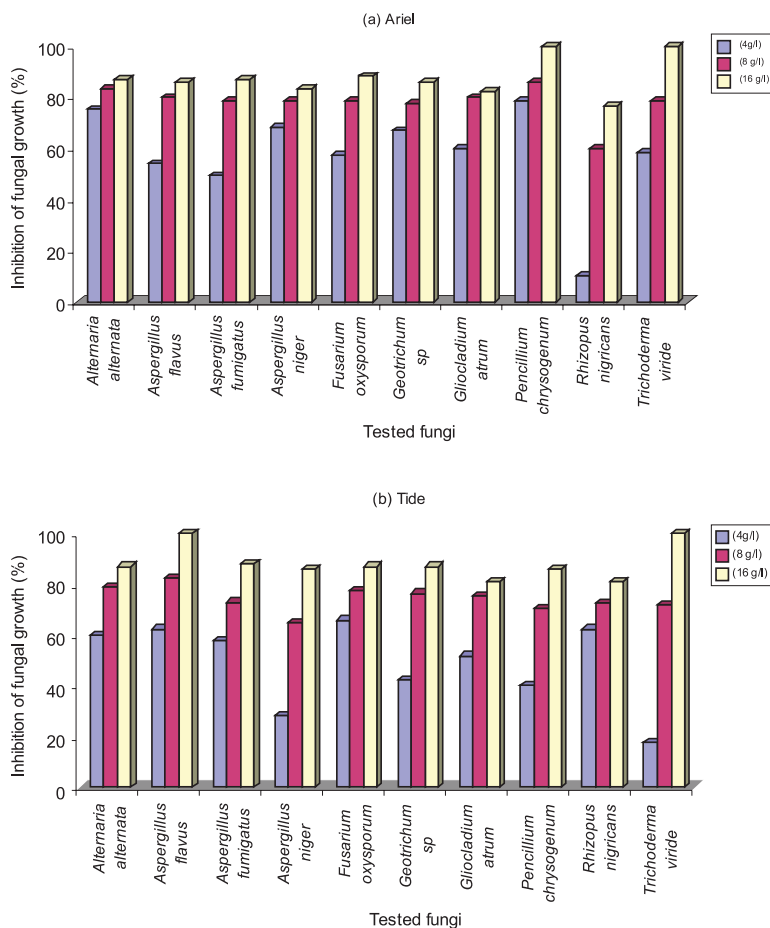 (a) Ariel
Inhibition of fungal growth (%)
100
80
60
40
20
0
(4g/l)
(8 g/l)
(16 g/l)
Alternaria
alternata
Aspergillus
flavus
Aspergillus
fumigatus
Aspergillus
niger
Fusarium
oxysporum
Geotrichum
sp
Gliocladium
atrum
Pencillium
chrysogenum
Rhizopus
nigricans
Trichoderma
viride
Tested fungi
(b) Tide
Inhibition of fungal growth (%)
100
80
60
40
20
0
(4g/l)
(8 g/l)
(16 g/l)
Alternaria
alternata
Aspergillus
flavus
Aspergillus
fumigatus
Aspergillus
niger
Fusarium
oxysporum
Geotrichum
sp
Gliocladium
atrum
Pencillium
chrysogenum
Rhizopus
nigricans
Trichoderma
viride
Tested fungi